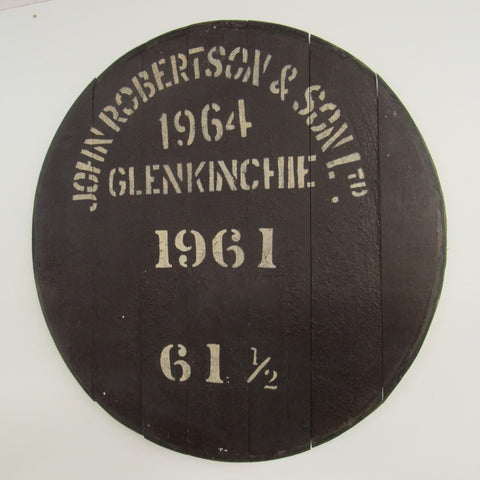 JOHN ROBERTSON & SON LTD.
1964
GLENKINCHIE
1961
61 ½